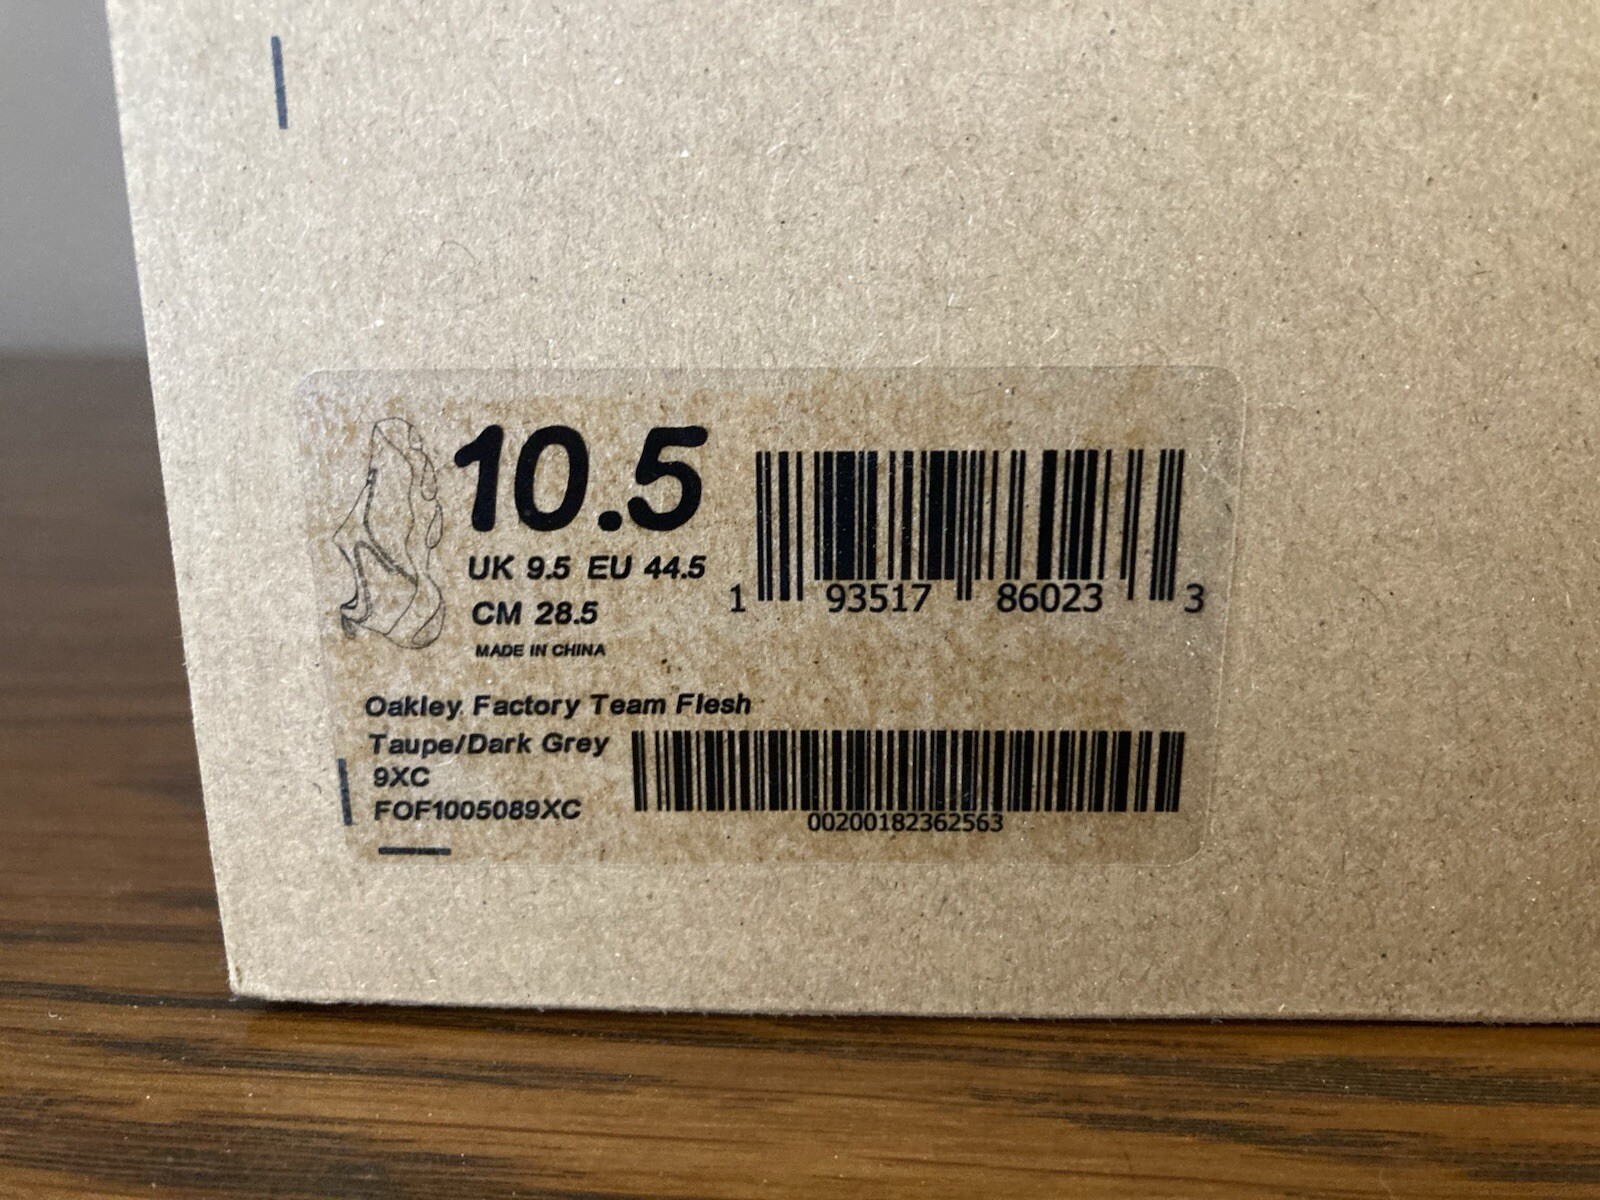 10.5
UK 9.5 EU 44.5
CM 28.5
MADE IN CHINA
1 93517 86023 3
Oakley Factory Team Flesh
Taupe/Dark Grey
9XC
FOF1005089XC
00200182362563